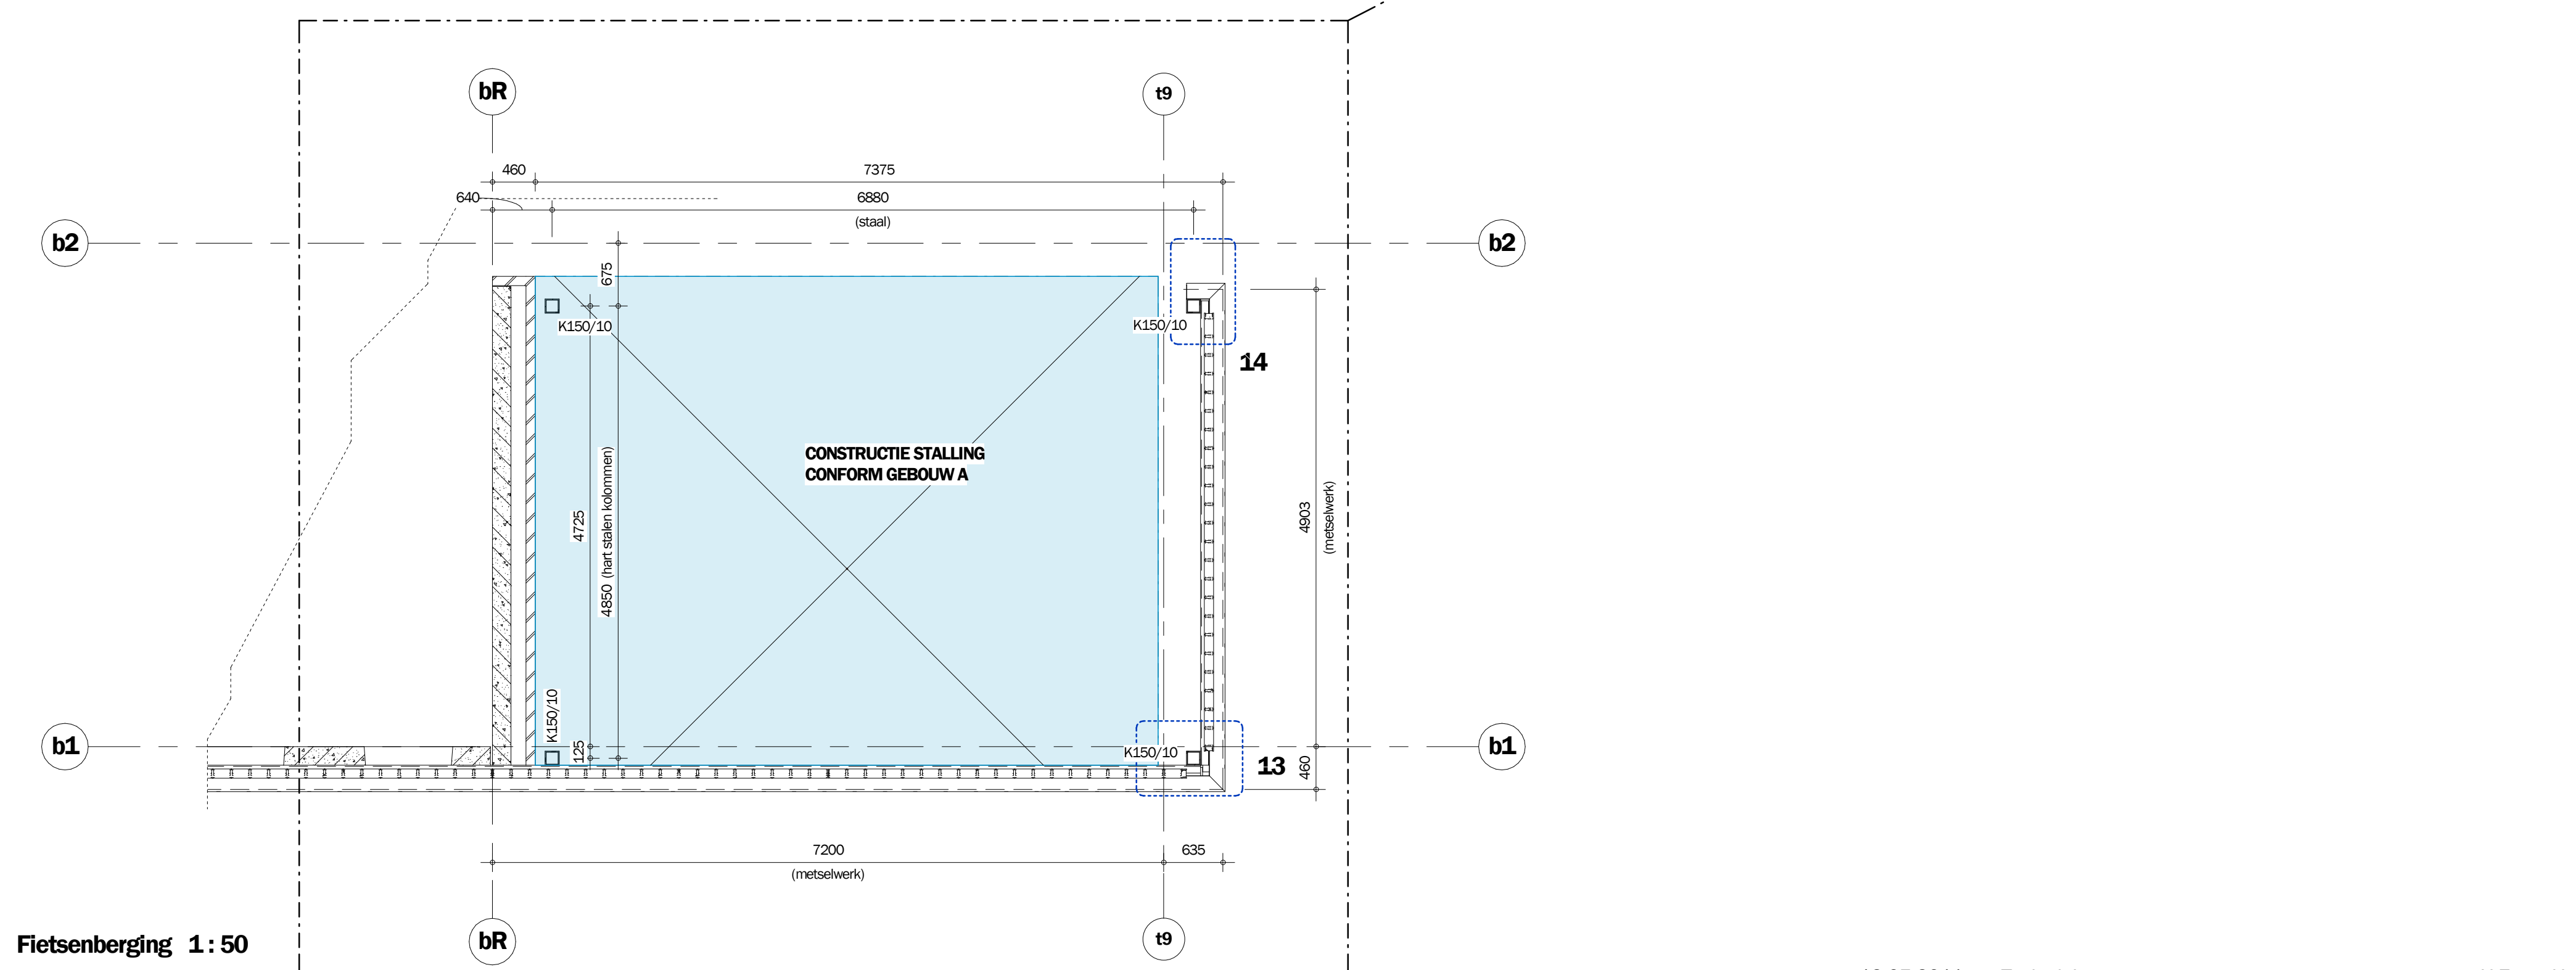 bR
t9
460
7375
640
6880
(staal)
b2
b2
675
K150/10
K150/10
14
CONSTRUCTIE STALLING
CONFORM GEBOUW A
4725
4850 (hart stalen kolommen)
4903
(metselwerk)
K150/10
125
b1
K150/10
b1
13
460
7200
635
(metselwerk)
Fietsenberging 1 : 50
bR
t9